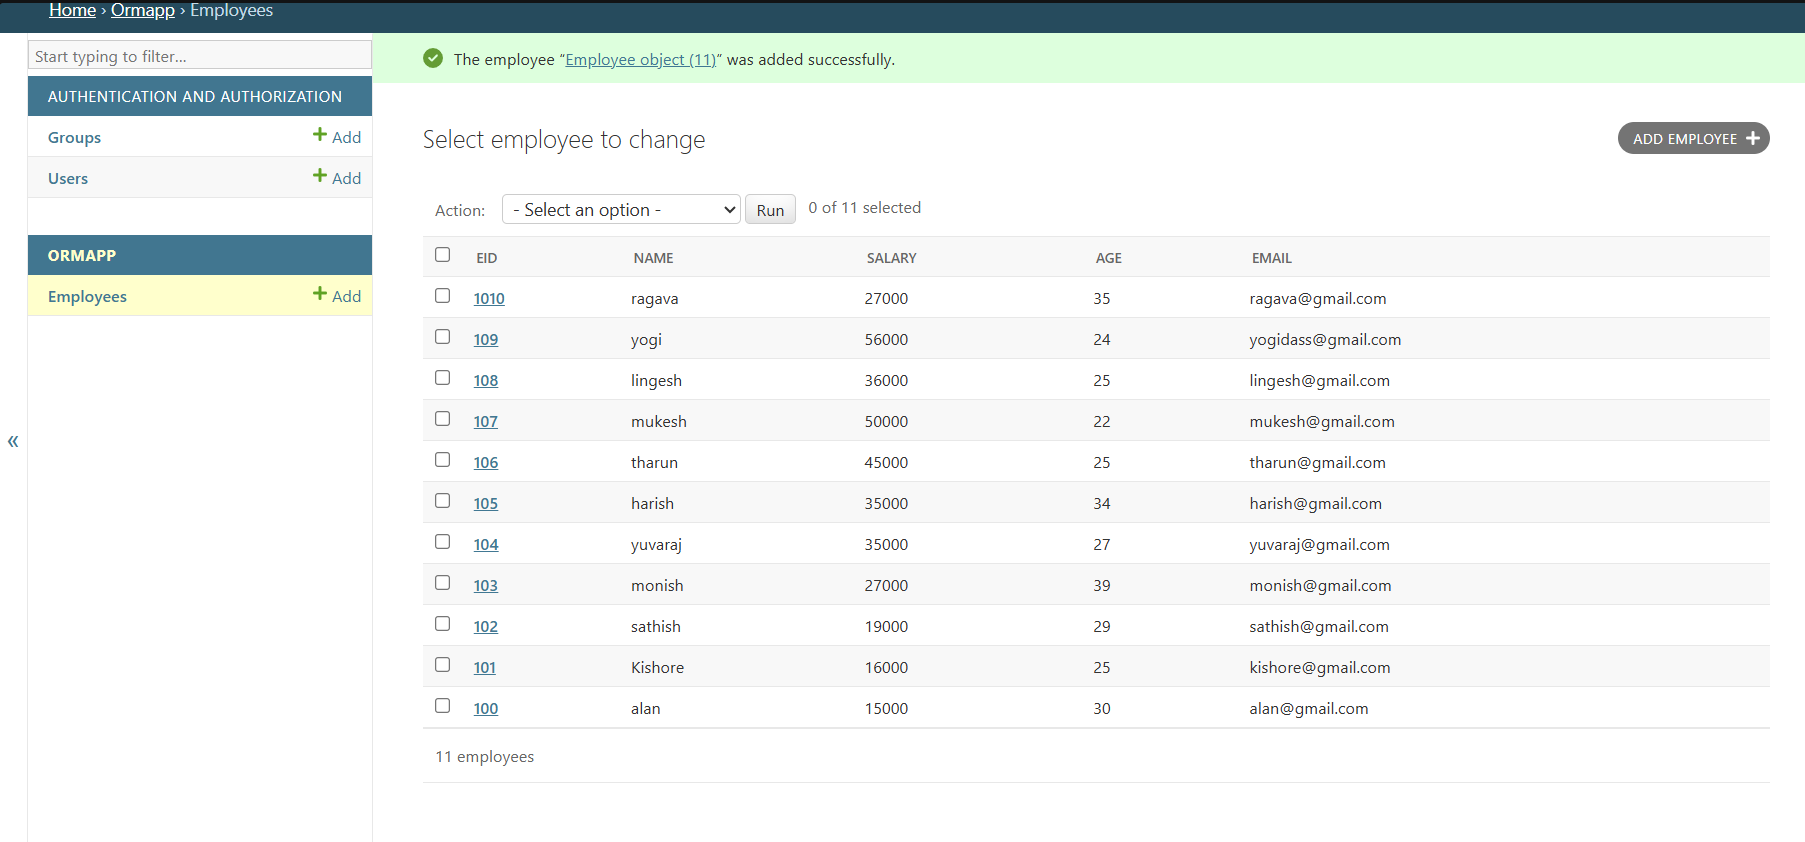 Home › Ormapp › Employees
Start typing to filter...
AUTHENTICATION AND AUTHORIZATION
Groups + Add
Users + Add
ORMAPP
Employees + Add
«
The employee “Employee object (11)” was added successfully.
Select employee to change
ADD EMPLOYEE +
Action: - Select an option - Run 0 of 11 selected
EID NAME SALARY AGE EMAIL
1010 ragava 27000 35 ragava@gmail.com
109 yogi 56000 24 yogidass@gmail.com
108 lingesh 36000 25 lingesh@gmail.com
107 mukesh 50000 22 mukesh@gmail.com
106 tharun 45000 25 tharun@gmail.com
105 harish 35000 34 harish@gmail.com
104 yuvaraj 35000 27 yuvaraj@gmail.com
103 monish 27000 39 monish@gmail.com
102 sathish 19000 29 sathish@gmail.com
101 Kishore 16000 25 kishore@gmail.com
100 alan 15000 30 alan@gmail.com
11 employees